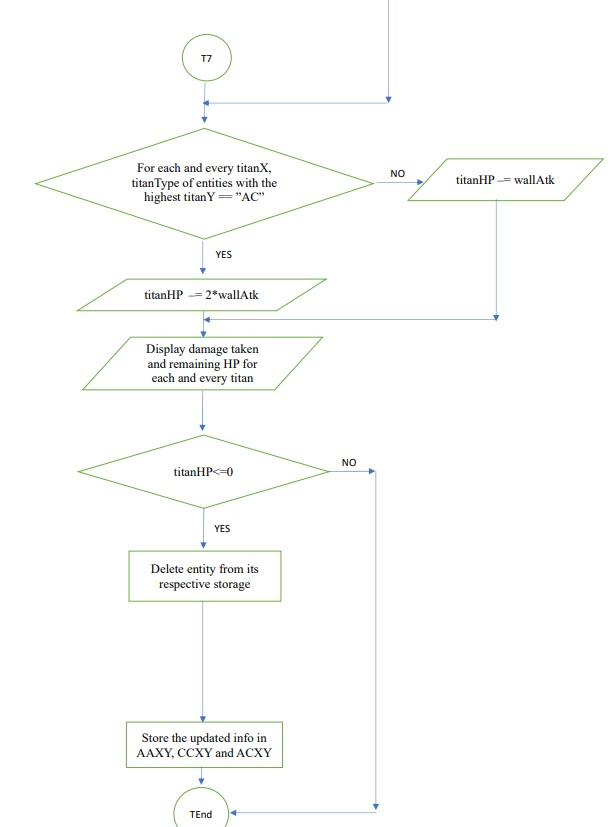 T7
For each and every titanX,
titanType of entities with the
highest titanY == ”AC”
NO
titanHP –= wallAtk
YES
titanHP –= 2*wallAtk
Display damage taken
and remaining HP for
each and every titan
titanHP<=0
NO
YES
Delete entity from its
respective storage
Store the updated info in
AAXY, CCXY and ACXY
TEnd